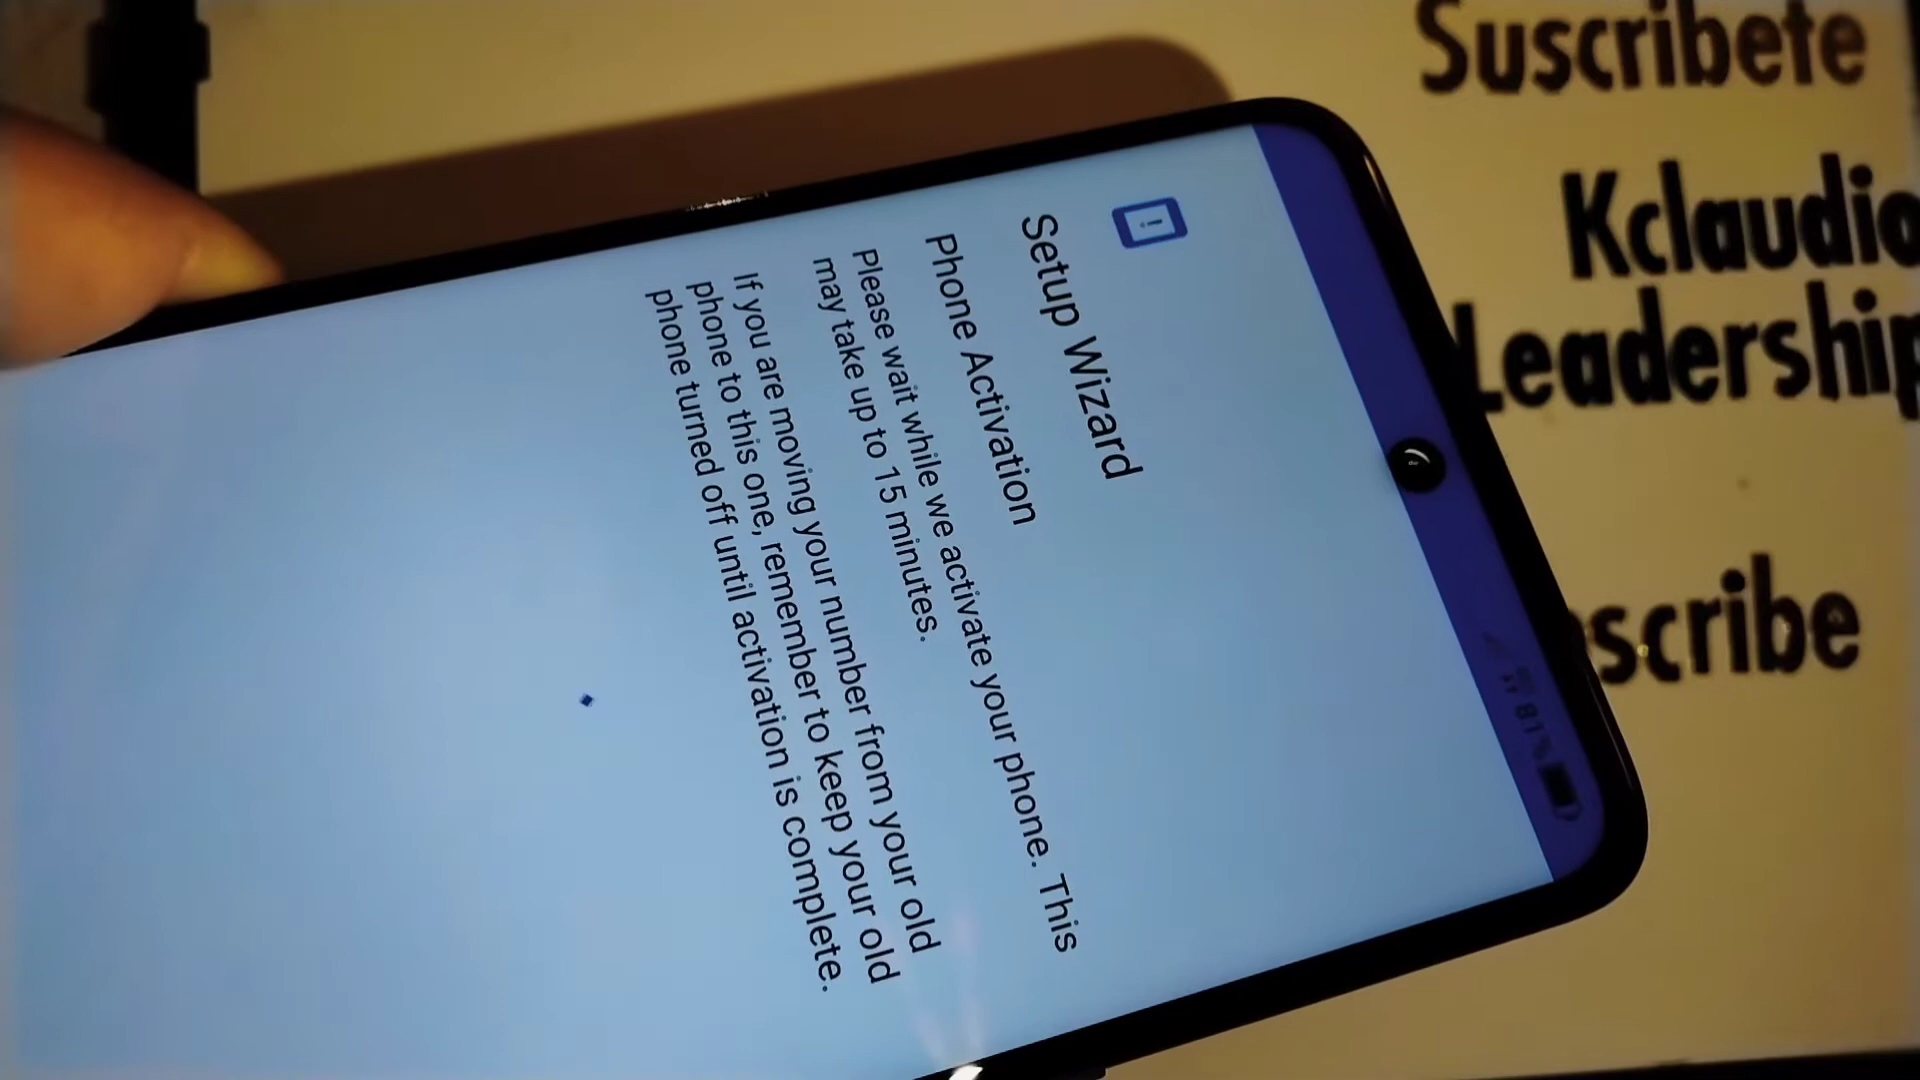 Suscribete
Kclaudio
Leadership
scribe
81%
Setup Wizard
Phone Activation
Please wait while we activate your phone. This
may take up to 15 minutes.
If you are moving your number from your old
phone to this one, remember to keep your old
phone turned off until activation is complete.